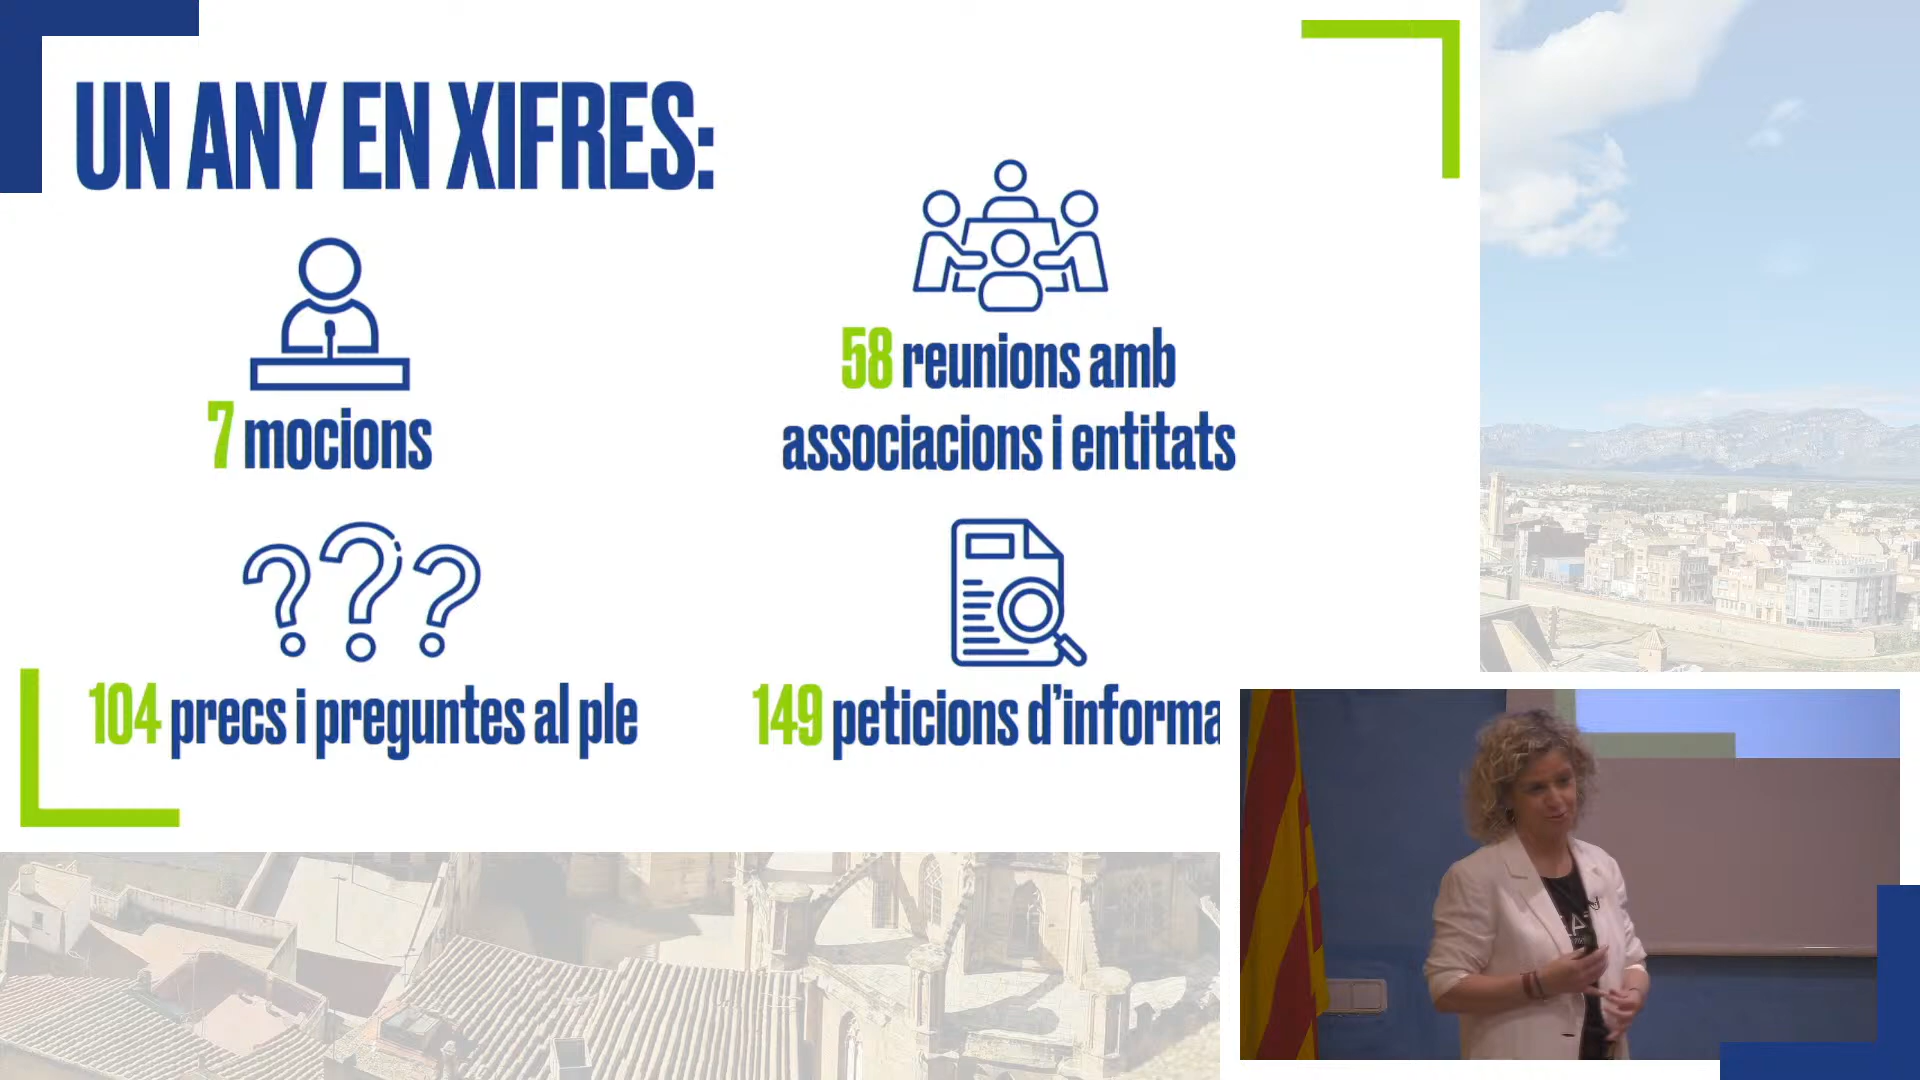 UN ANY EN XIFRES:
7 mocions
58 reunions amb
associacions i entitats
104 precs i preguntes al ple
149 peticions d'informa